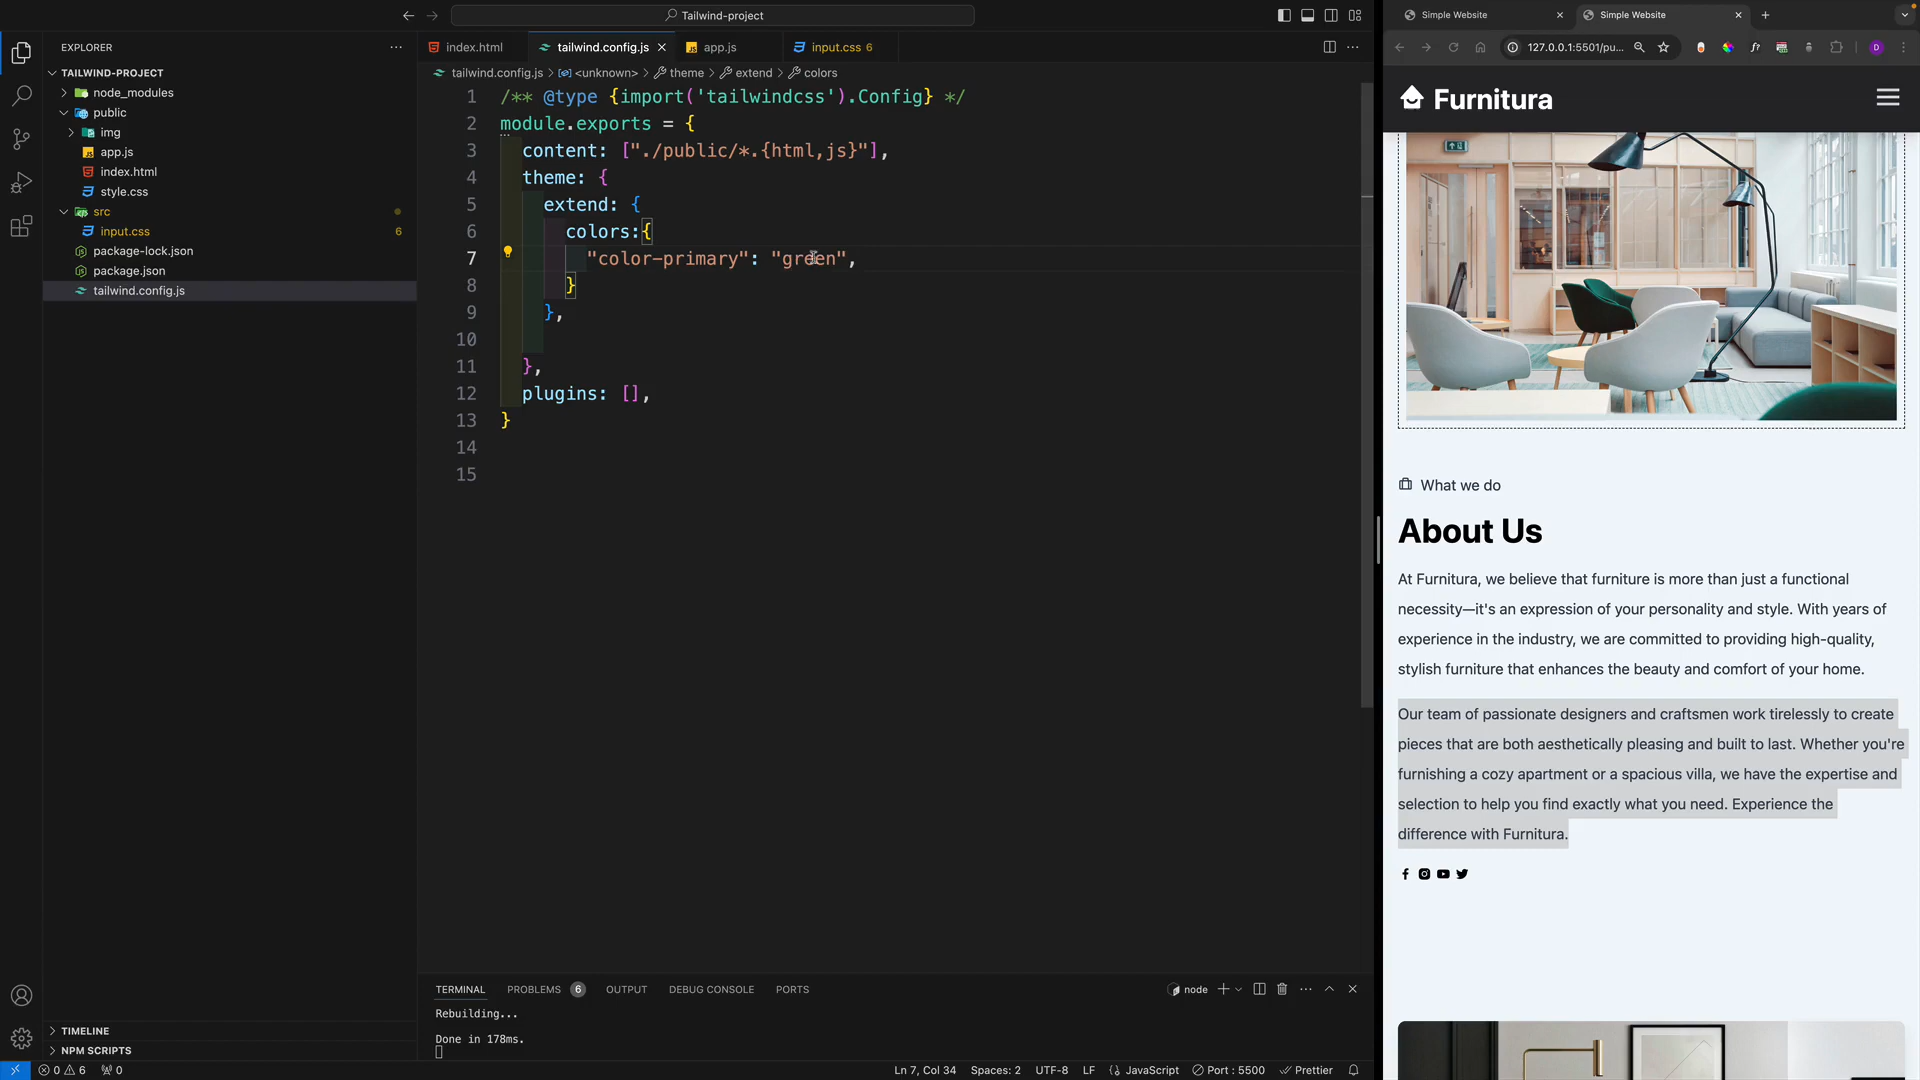 Tailwind-project
EXPLORER
TAILWIND-PROJECT
node_modules
public
img
app.js
index.html
style.css
src
input.css 6
package-lock.json
package.json
tailwind.config.js
TIMELINE
NPM SCRIPTS
index.html tailwind.config.js app.js input.css 6
tailwind.config.js > <unknown> > theme > extend > colors
1 /** @type {import('tailwindcss').Config} */
2 module.exports = {
3 content: ["./public/*.{html,js}"],
4 theme: {
5 extend: {
6 colors:{
7 "color-primary": "green",
8 }
9 },
10
11 },
12 plugins: [],
13 }
14
15
TERMINAL PROBLEMS 6 OUTPUT DEBUG CONSOLE PORTS
node
Rebuilding...
Done in 178ms.
0 6 0
Ln 7, Col 34 Spaces: 2 UTF-8 LF JavaScript Port : 5500 Prettier
Simple Website Simple Website
127.0.0.1:5501/pu...
D
Furnitura
What we do
About Us
At Furnitura, we believe that furniture is more than just a functional
necessity—it's an expression of your personality and style. With years of
experience in the industry, we are committed to providing high-quality,
stylish furniture that enhances the beauty and comfort of your home.
Our team of passionate designers and craftsmen work tirelessly to create
pieces that are both aesthetically pleasing and built to last. Whether you're
furnishing a cozy apartment or a spacious villa, we have the expertise and
selection to help you find exactly what you need. Experience the
difference with Furnitura.